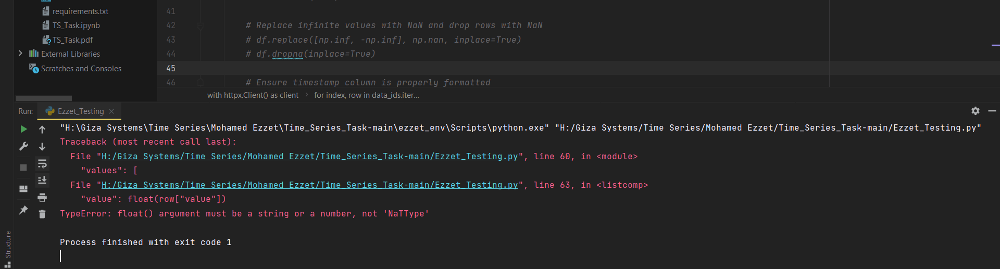 requirements.txt
TS_Task.ipynb
TS_Task.pdf
External Libraries
Scratches and Consoles
41
42 # Replace infinite values with NaN and drop rows with NaN
43 # df.replace([np.inf, -np.inf], np.nan, inplace=True)
44 # df.dropna(inplace=True)
45
46 # Ensure timestamp column is properly formatted
with httpx.Client() as client > for index, row in data_ids.iter...
Run: Ezzet_Testing
"H:\Giza Systems\Time Series\Mohamed Ezzet\Time_Series_Task-main\ezzet_env\Scripts\python.exe" "H:/Giza Systems/Time Series/Mohamed Ezzet/Time_Series_Task-main/Ezzet_Testing.py"
Traceback (most recent call last):
  File "H:/Giza Systems/Time Series/Mohamed Ezzet/Time_Series_Task-main/Ezzet_Testing.py", line 60, in <module>
    "values": [
  File "H:/Giza Systems/Time Series/Mohamed Ezzet/Time_Series_Task-main/Ezzet_Testing.py", line 63, in <listcomp>
    "value": float(row["value"])
TypeError: float() argument must be a string or a number, not 'NaTType'
Process finished with exit code 1
Structure